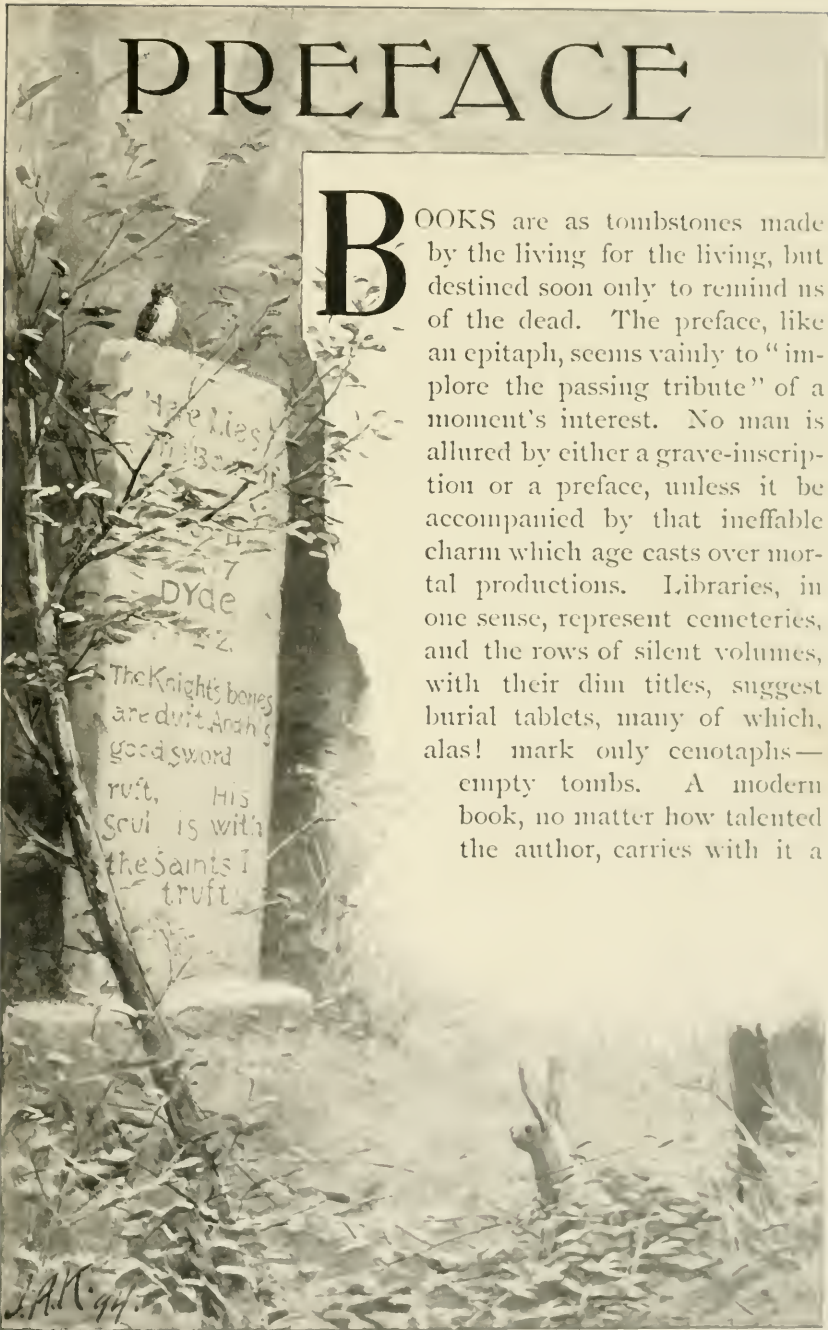 PREFACE
BOOKS are as tombstones made
by the living for the living, but
destined soon only to remind us
of the dead. The preface, like
an epitaph, seems vainly to “im-
plore the passing tribute” of a
moment's interest. No man is
allured by either a grave-inscrip-
tion or a preface, unless it be
accompanied by that ineffable
charm which age casts over mor-
tal productions. Libraries, in
one sense, represent cemeteries,
and the rows of silent volumes,
with their dim titles, suggest
burial tablets, many of which,
alas! mark only cenotaphs—
empty tombs. A modern
book, no matter how talented
the author, carries with it a
Here Lies
7
DYde
2
The Knight's bones
are duft. And his
good sword
ruft, His
Soul is with
the Saints I
truft
J.A.K. 94.